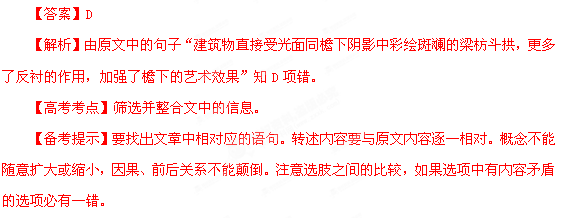 【答案】D
【解析】由原文中的句子“建筑物直接受光面同檐下阴影中彩绘斑斓的梁枋斗拱，更多
了反衬的作用，加强了檐下的艺术效果”知 D 项错。
【高考考点】筛选并整合文中的信息。
【备考提示】要找出文章中相对应的语句。转述内容要与原文内容逐一相对。概念不能
随意扩大或缩小，因果、前后关系不能颠倒。注意选肢之间的比较，如果选项中有内容矛盾
的选项必有一错。